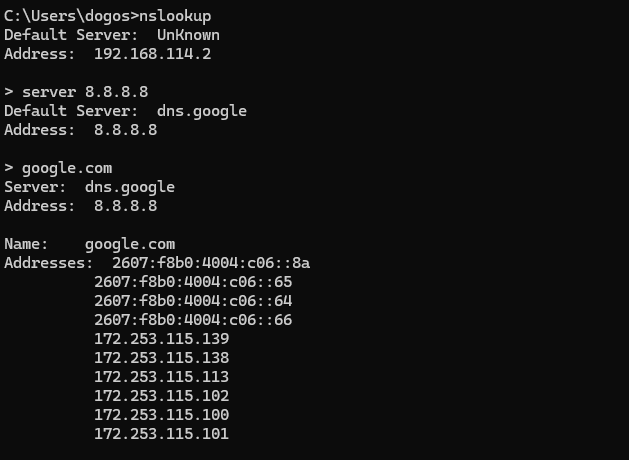 C:\Users\dogos>nslookup
Default Server:  UnKnown
Address:  192.168.114.2

> server 8.8.8.8
Default Server:  dns.google
Address:  8.8.8.8

> google.com
Server:  dns.google
Address:  8.8.8.8

Name:    google.com
Addresses:  2607:f8b0:4004:c06::8a
          2607:f8b0:4004:c06::65
          2607:f8b0:4004:c06::64
          2607:f8b0:4004:c06::66
          172.253.115.139
          172.253.115.138
          172.253.115.113
          172.253.115.102
          172.253.115.100
          172.253.115.101